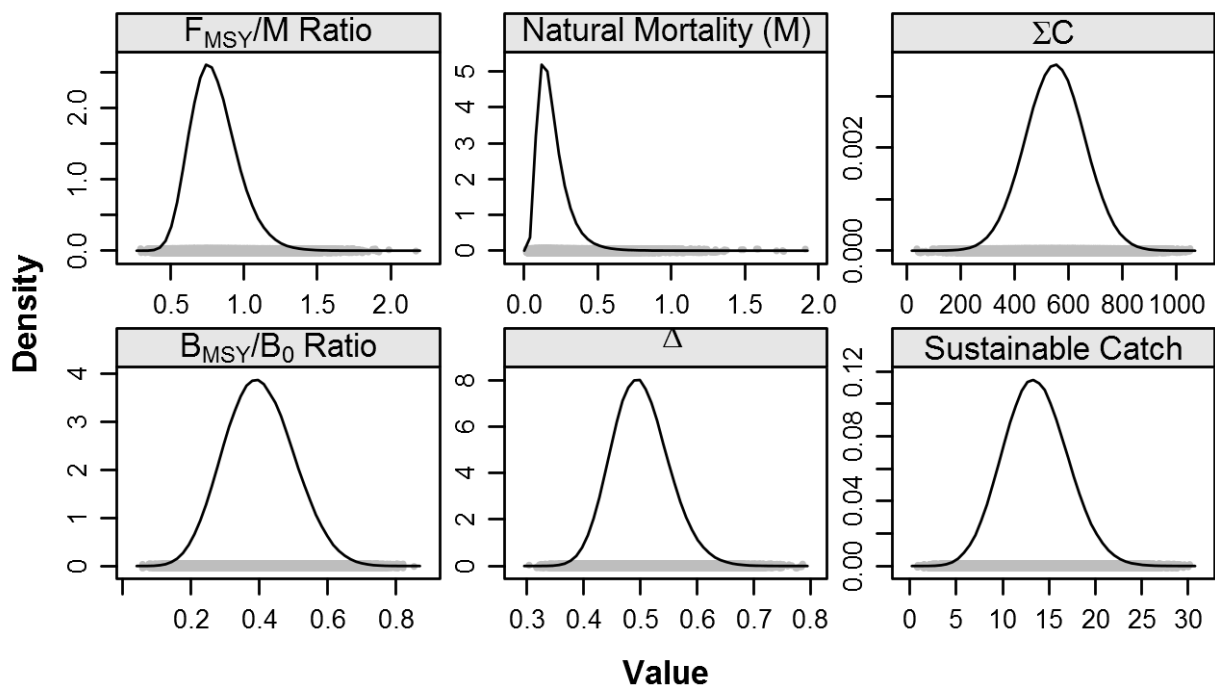 F_MSY/M Ratio
Natural Mortality (M)
ΣC
0.0 1.0 2.0
0 1 2 3 4 5
0.000 0.002
0.5 1.0 1.5 2.0
0.0 0.5 1.0 1.5 2.0
0 200 400 600 800 1000
Density
B_MSY/B_0 Ratio
Δ
Sustainable Catch
0 1 2 3 4
0 2 4 6 8
0.00 0.04 0.08 0.12
0.2 0.4 0.6 0.8
0.3 0.4 0.5 0.6 0.7 0.8
0 5 10 15 20 25 30
Value